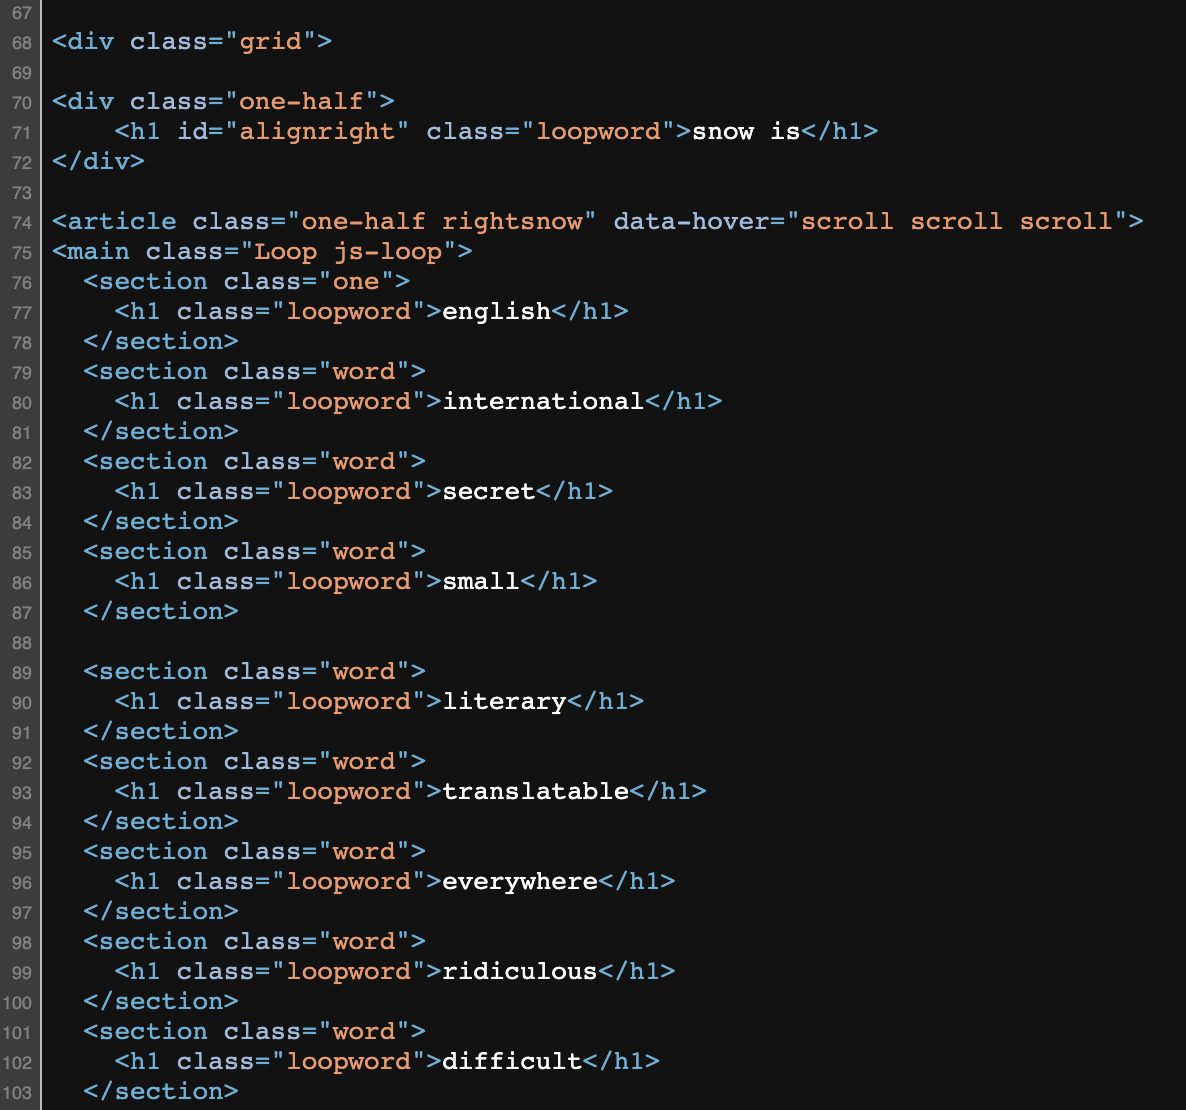 67
68 <div class="grid">
69
70 <div class="one-half">
71     <h1 id="alignright" class="loopword">snow is</h1>
72 </div>
73
74 <article class="one-half rightsnow" data-hover="scroll scroll scroll">
75 <main class="Loop js-loop">
76   <section class="one">
77     <h1 class="loopword">english</h1>
78   </section>
79   <section class="word">
80     <h1 class="loopword">international</h1>
81   </section>
82   <section class="word">
83     <h1 class="loopword">secret</h1>
84   </section>
85   <section class="word">
86     <h1 class="loopword">small</h1>
87   </section>
88
89   <section class="word">
90     <h1 class="loopword">literary</h1>
91   </section>
92   <section class="word">
93     <h1 class="loopword">translatable</h1>
94   </section>
95   <section class="word">
96     <h1 class="loopword">everywhere</h1>
97   </section>
98   <section class="word">
99     <h1 class="loopword">ridiculous</h1>
100   </section>
101   <section class="word">
102     <h1 class="loopword">difficult</h1>
103   </section>